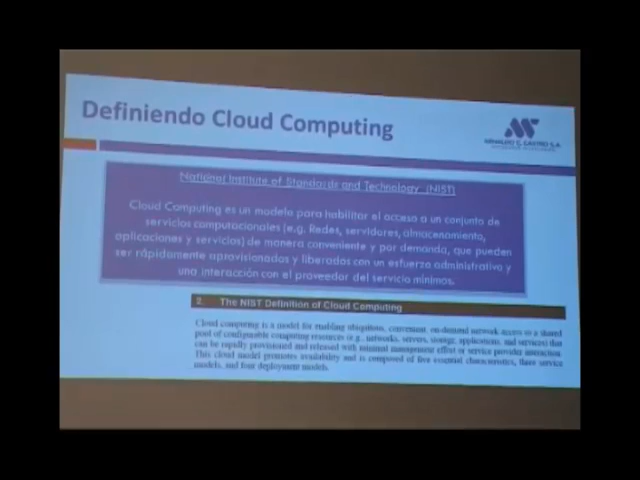 Definiendo Cloud Computing
ARNALDO C. CASTRO S.A.
National Institute of Standards and Technology (NIST)
Cloud Computing es un modelo para habilitar el acceso a un conjunto de
servicios computacionales (e.g. Redes, servidores, almacenamiento,
aplicaciones y servicios) de manera conveniente y por demanda, que pueden
ser rápidamente aprovisionados y liberados con un esfuerzo administrativo y
una interacción con el proveedor del servicio mínimos.
2. The NIST Definition of Cloud Computing
Cloud computing is a model for enabling ubiquitous, convenient, on-demand network access to a shared
pool of configurable computing resources (e.g., networks, servers, storage, applications, and services) that
can be rapidly provisioned and released with minimal management effort or service provider interaction.
This cloud model promotes availability and is composed of five essential characteristics, three service
models, and four deployment models.